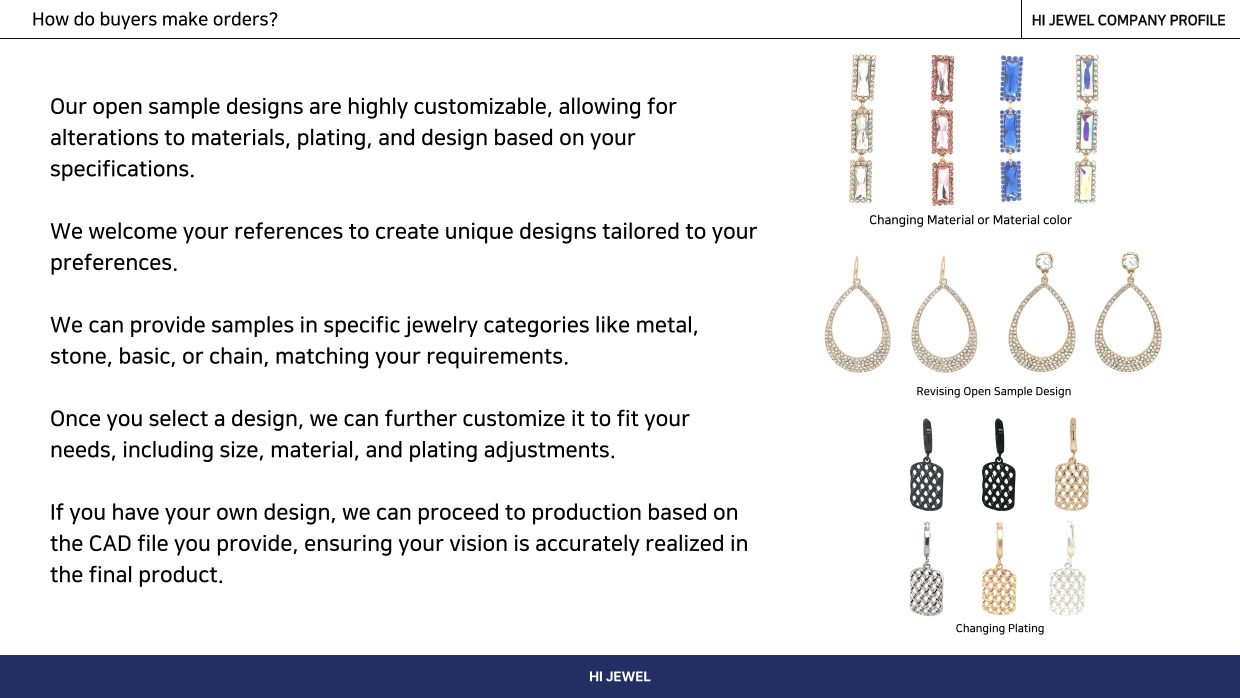 How do buyers make orders?
HI JEWEL COMPANY PROFILE
Our open sample designs are highly customizable, allowing for
alterations to materials, plating, and design based on your
specifications.
We welcome your references to create unique designs tailored to your
preferences.
We can provide samples in specific jewelry categories like metal,
stone, basic, or chain, matching your requirements.
Once you select a design, we can further customize it to fit your
needs, including size, material, and plating adjustments.
If you have your own design, we can proceed to production based on
the CAD file you provide, ensuring your vision is accurately realized in
the final product.
Changing Material or Material color
Revising Open Sample Design
Changing Plating
HI JEWEL